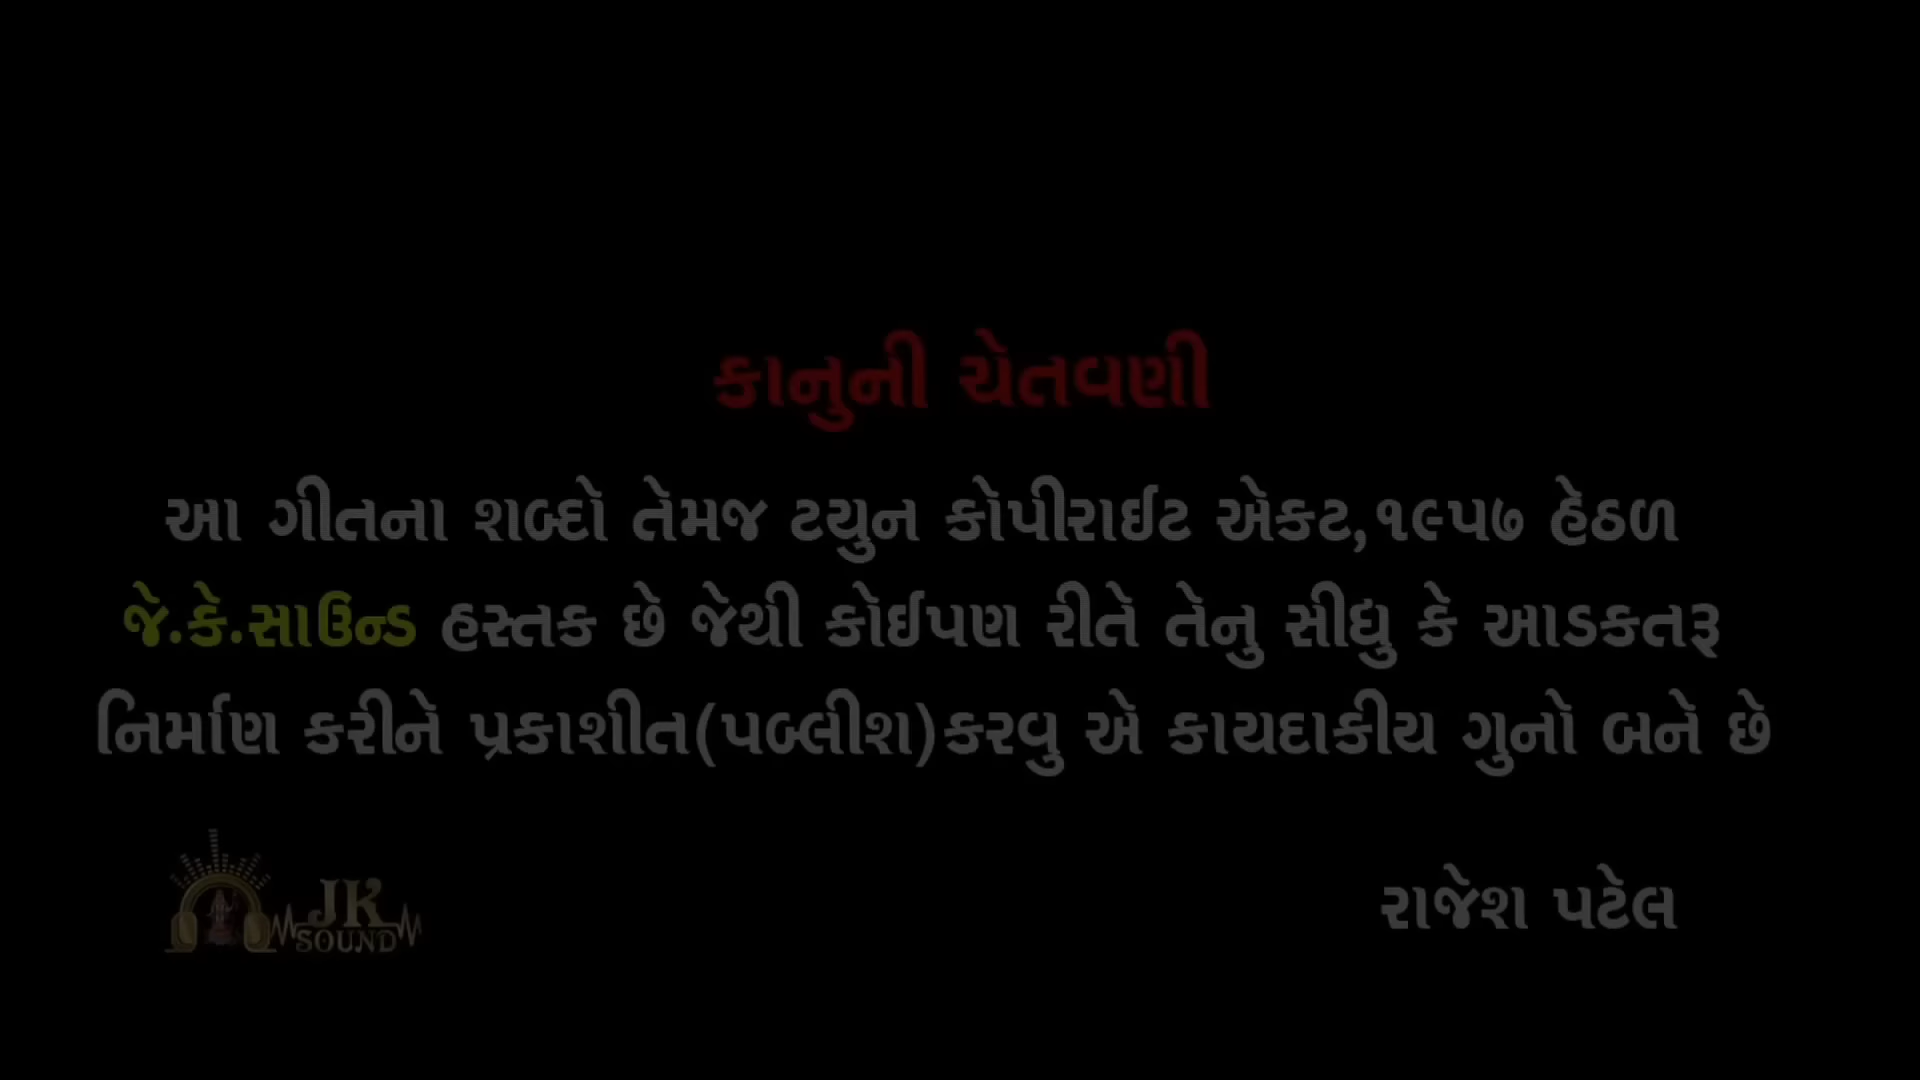 કાનુની ચેતવણી
આ ગીતના શબ્દો તેમજ ટયુન કોપીરાઈટ એકટ,૧૯૫૭ હેઠળ
જે.કે.સાઉન્ડ હસ્તક છે જેથી કોઈપણ રીતે તેનુ સીધુ કે આડકતરૂ
નિર્માણ કરીને પ્રકાશીત(પબ્લીશ)કરવુ એ કાયદાકીય ગુનો બને છે
JK
SOUND
રાજેશ પટેલ